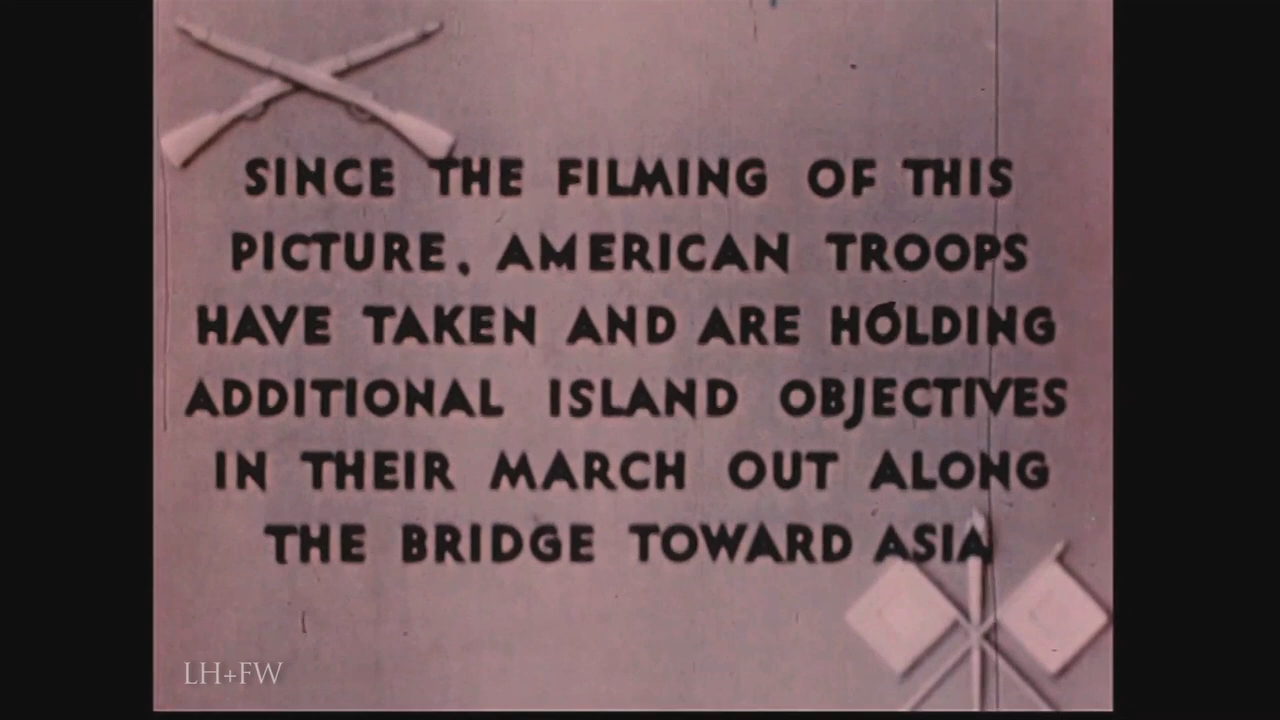 SINCE THE FILMING OF THIS
PICTURE, AMERICAN TROOPS
HAVE TAKEN AND ARE HOLDING
ADDITIONAL ISLAND OBJECTIVES
IN THEIR MARCH OUT ALONG
THE BRIDGE TOWARD ASIA
LH+FW